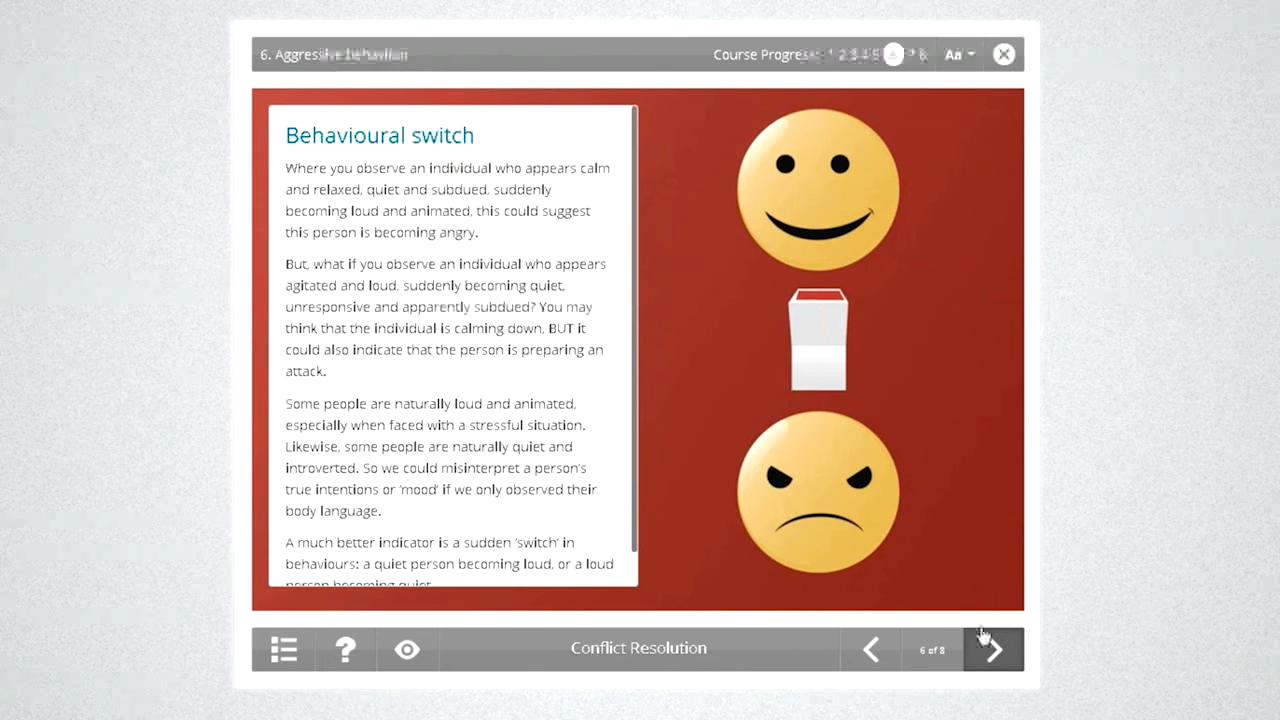 6. Aggressive behaviour
Course Progress:
Aa
Behavioural switch
Where you observe an individual who appears calm
and relaxed, quiet and subdued, suddenly
becoming loud and animated, this could suggest
this person is becoming angry.
But, what if you observe an individual who appears
agitated and loud, suddenly becoming quiet,
unresponsive and apparently subdued? You may
think that the individual is calming down, BUT it
could also indicate that the person is preparing an
attack.
Some people are naturally loud and animated,
especially when faced with a stressful situation.
Likewise, some people are naturally quiet and
introverted. So we could misinterpret a person's
true intentions or 'mood' if we only observed their
body language.
A much better indicator is a sudden 'switch' in
behaviours: a quiet person becoming loud, or a loud
person becoming quiet.
?
Conflict Resolution
6 of 8